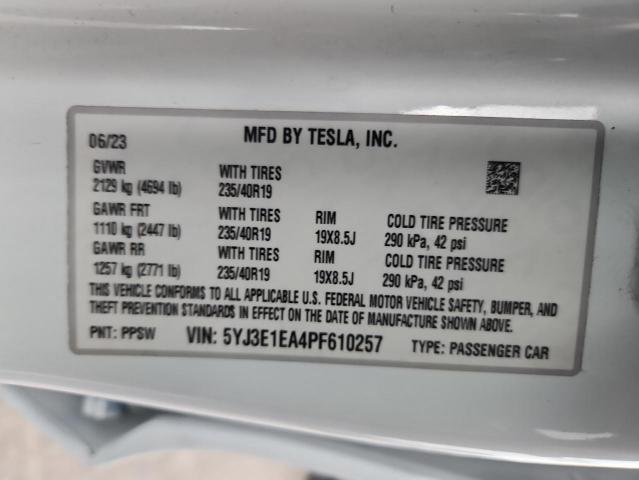 06/23 MFD BY TESLA, INC.
GVWR WITH TIRES
2129 kg (4694 lb) 235/40R19
GAWR FRT WITH TIRES RIM COLD TIRE PRESSURE
1110 kg (2447 lb) 235/40R19 19X8.5J 290 kPa, 42 psi
GAWR RR WITH TIRES RIM COLD TIRE PRESSURE
1257 kg (2771 lb) 235/40R19 19X8.5J 290 kPa, 42 psi
THIS VEHICLE CONFORMS TO ALL APPLICABLE U.S. FEDERAL MOTOR VEHICLE SAFETY, BUMPER, AND
THEFT PREVENTION STANDARDS IN EFFECT ON THE DATE OF MANUFACTURE SHOWN ABOVE.
PNT: PPSW VIN: 5YJ3E1EA4PF610257 TYPE: PASSENGER CAR